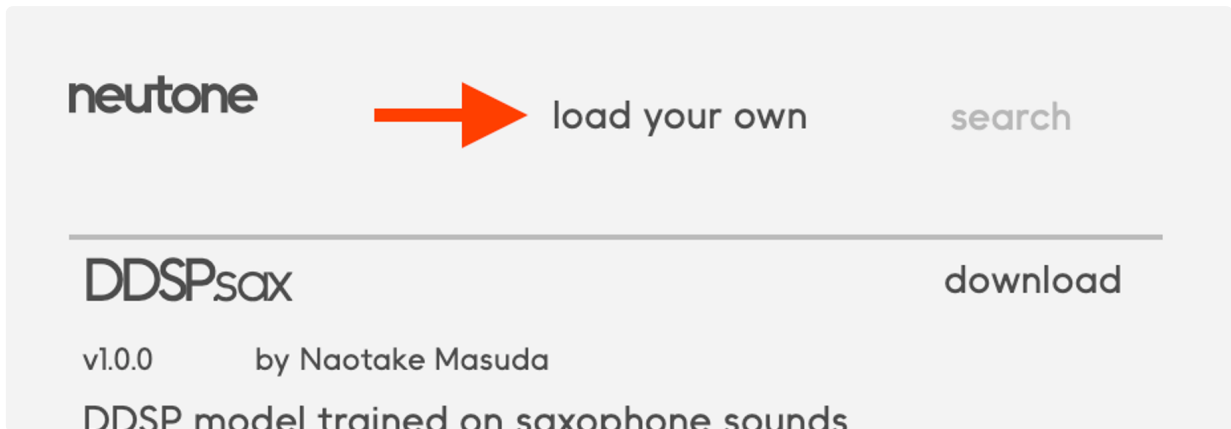 neutone
load your own
search
DDSPsax
download
v1.0.0
by Naotake Masuda
DDSP model trained on saxophone sounds